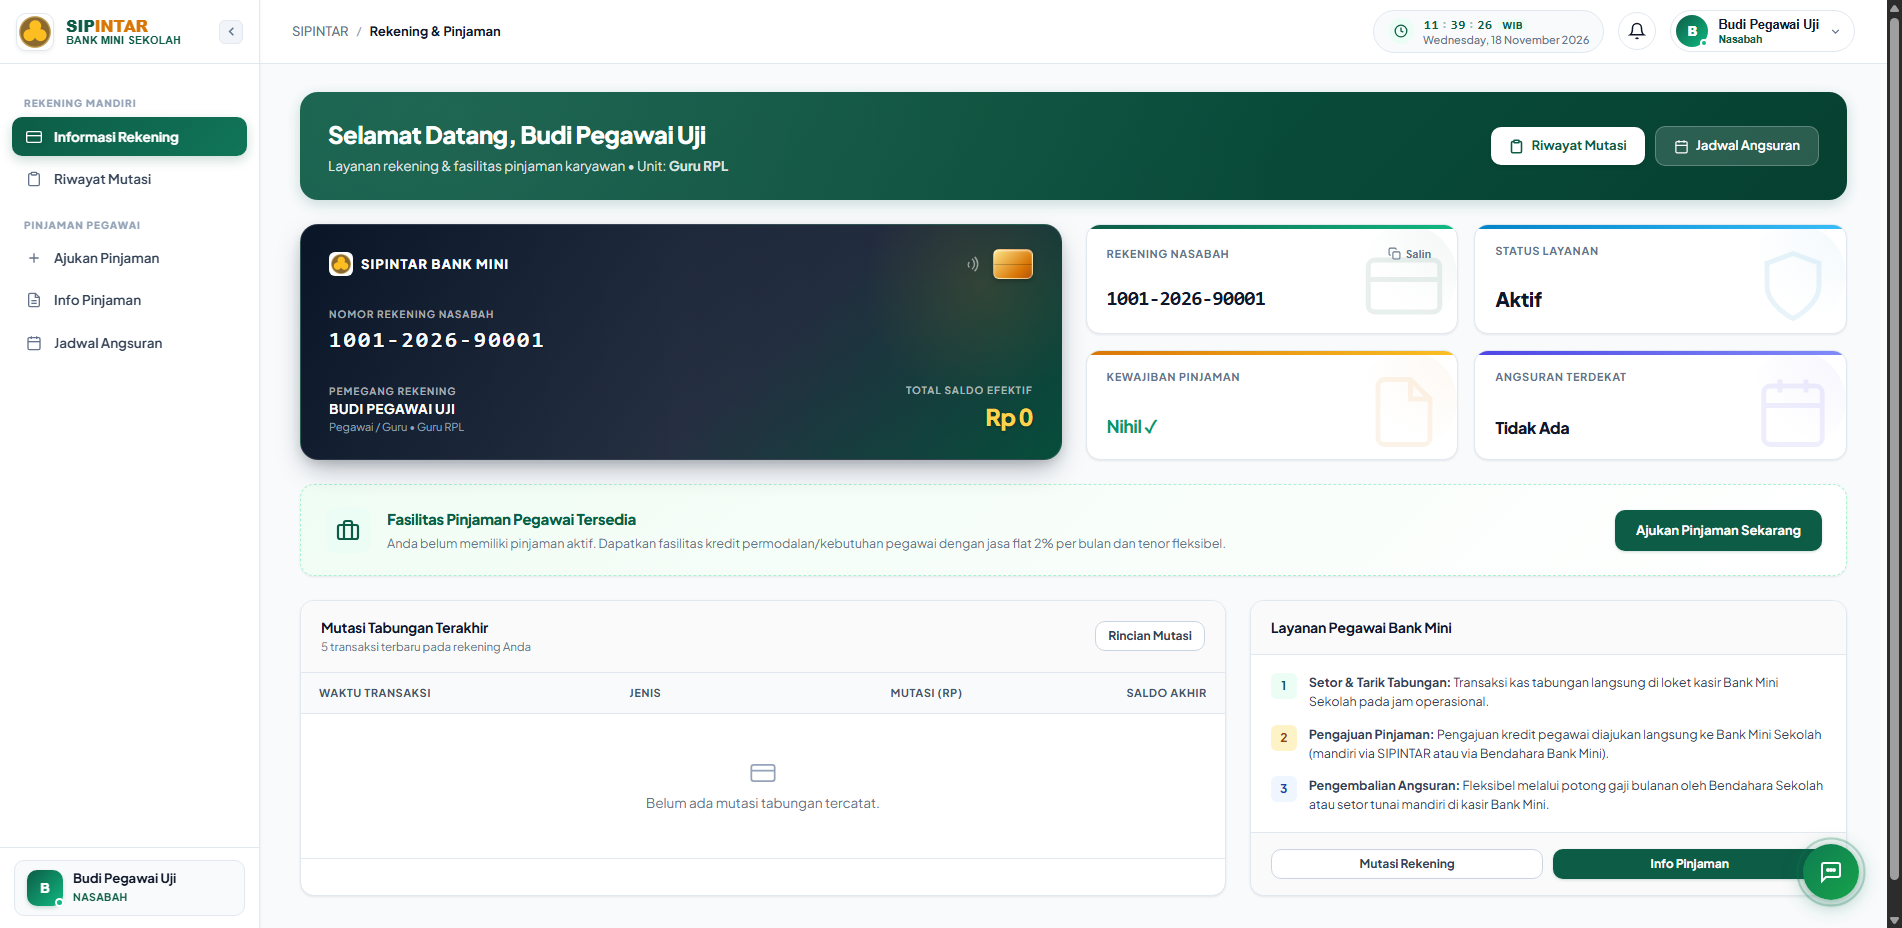 SIPINTAR
BANK MINI SEKOLAH
SIPINTAR / Rekening & Pinjaman
11 : 39 : 26 WIB
Wednesday, 18 November 2026
B
Budi Pegawai Uji
Nasabah
REKENING MANDIRI
Informasi Rekening
Riwayat Mutasi
PINJAMAN PEGAWAI
Ajukan Pinjaman
Info Pinjaman
Jadwal Angsuran
B
Budi Pegawai Uji
NASABAH
Selamat Datang, Budi Pegawai Uji
Layanan rekening & fasilitas pinjaman karyawan • Unit: Guru RPL
Riwayat Mutasi
Jadwal Angsuran
SIPINTAR BANK MINI
NOMOR REKENING NASABAH
1001-2026-90001
PEMEGANG REKENING
BUDI PEGAWAI UJI
Pegawai / Guru • Guru RPL
TOTAL SALDO EFEKTIF
Rp 0
REKENING NASABAH
Salin
1001-2026-90001
STATUS LAYANAN
Aktif
KEWAJIBAN PINJAMAN
Nihil ✓
ANGSURAN TERDEKAT
Tidak Ada
Fasilitas Pinjaman Pegawai Tersedia
Anda belum memiliki pinjaman aktif. Dapatkan fasilitas kredit permodalan/kebutuhan pegawai dengan jasa flat 2% per bulan dan tenor fleksibel.
Ajukan Pinjaman Sekarang
Mutasi Tabungan Terakhir
5 transaksi terbaru pada rekening Anda
Rincian Mutasi
WAKTU TRANSAKSI JENIS MUTASI (RP) SALDO AKHIR
Belum ada mutasi tabungan tercatat.
Layanan Pegawai Bank Mini
1 Setor & Tarik Tabungan: Transaksi kas tabungan langsung di loket kasir Bank Mini
Sekolah pada jam operasional.
2 Pengajuan Pinjaman: Pengajuan kredit pegawai diajukan langsung ke Bank Mini Sekolah
(mandiri via SIPINTAR atau via Bendahara Bank Mini).
3 Pengembalian Angsuran: Fleksibel melalui potong gaji bulanan oleh Bendahara Sekolah
atau setor tunai mandiri di kasir Bank Mini.
Mutasi Rekening
Info Pinjaman